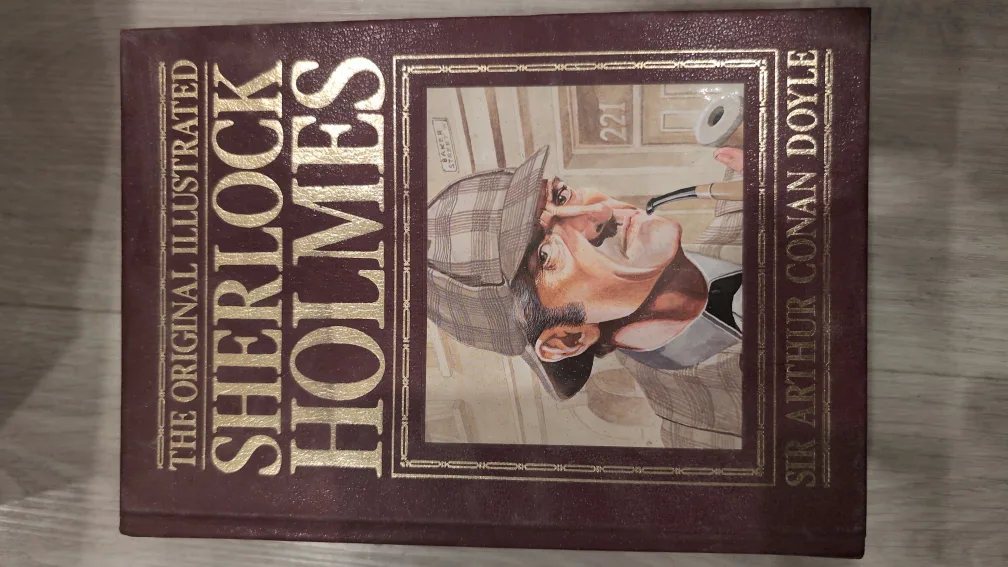 THE ORIGINAL ILLUSTRATED
SHERLOCK
HOLMES
BAKER
STREET
221
SIR ARTHUR CONAN DOYLE